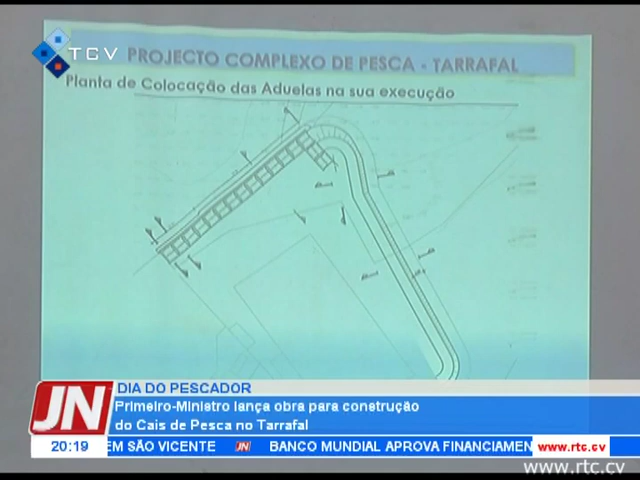 TCV
PROJECTO COMPLEXO DE PESCA - TARRAFAL
Planta de Colocação das Aduelas na sua execução
JN
DIA DO PESCADOR
Primeiro-Ministro lança obra para construção
do Cais de Pesca no Tarrafal
20:19
EM SÃO VICENTE JN BANCO MUNDIAL APROVA FINANCIAMEN
www.rtc.cv
www.rtc.cv